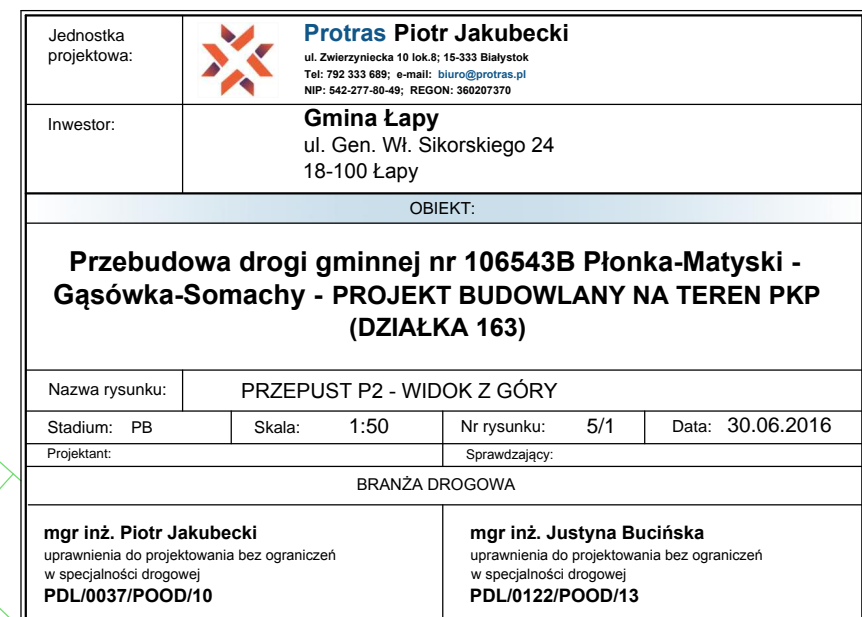 Jednostka
projektowa:
Protras Piotr Jakubecki
ul. Zwierzyniecka 10 lok.8; 15-333 Białystok
Tel: 792 333 689; e-mail: biuro@protras.pl
NIP: 542-277-80-49; REGON: 360207370
Inwestor:
Gmina Łapy
ul. Gen. Wł. Sikorskiego 24
18-100 Łapy
OBIEKT:
Przebudowa drogi gminnej nr 106543B Płonka-Matyski -
Gąsówka-Somachy - PROJEKT BUDOWLANY NA TEREN PKP
(DZIAŁKA 163)
Nazwa rysunku: PRZEPUST P2 - WIDOK Z GÓRY
Stadium: PB Skala: 1:50 Nr rysunku: 5/1 Data: 30.06.2016
Projektant: Sprawdzający:
BRANŻA DROGOWA
mgr inż. Piotr Jakubecki
uprawnienia do projektowania bez ograniczeń
w specjalności drogowej
PDL/0037/POOD/10
mgr inż. Justyna Bucińska
uprawnienia do projektowania bez ograniczeń
w specjalności drogowej
PDL/0122/POOD/13